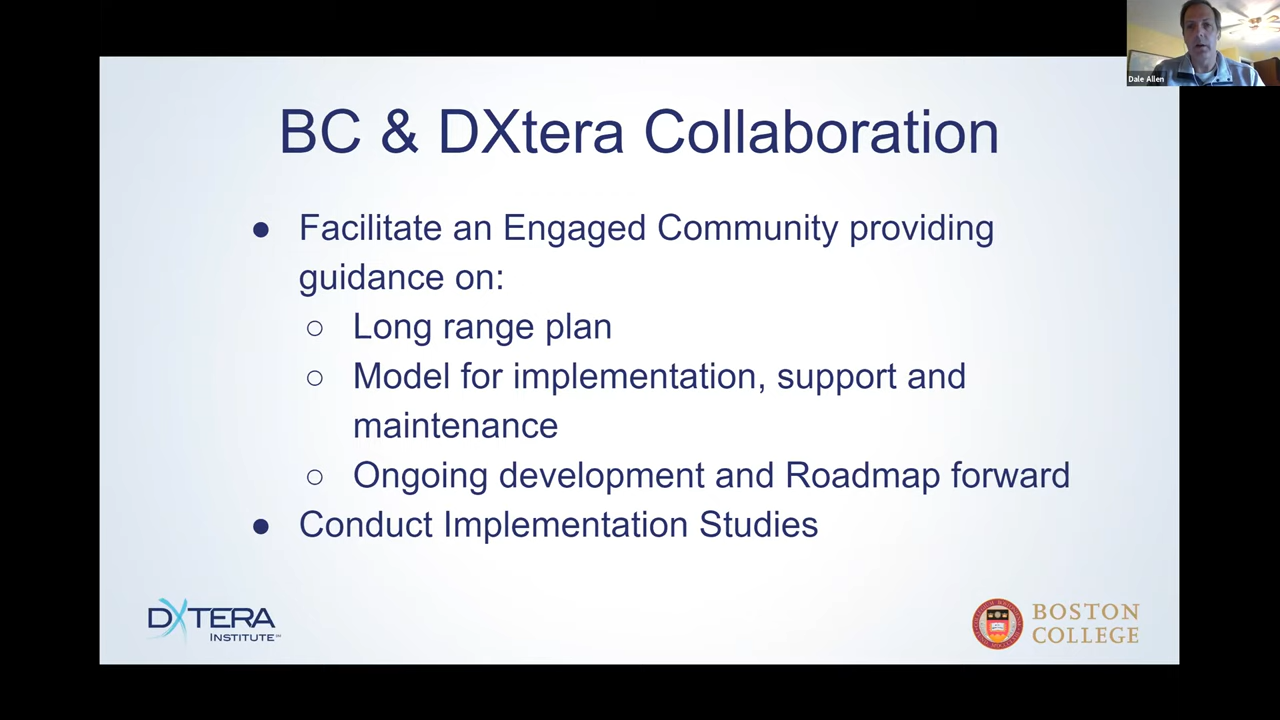 Dale Allen
BC & DXtera Collaboration
● Facilitate an Engaged Community providing
guidance on:
○ Long range plan
○ Model for implementation, support and
maintenance
○ Ongoing development and Roadmap forward
● Conduct Implementation Studies
DXTERA
INSTITUTE℠
BOSTON
COLLEGE